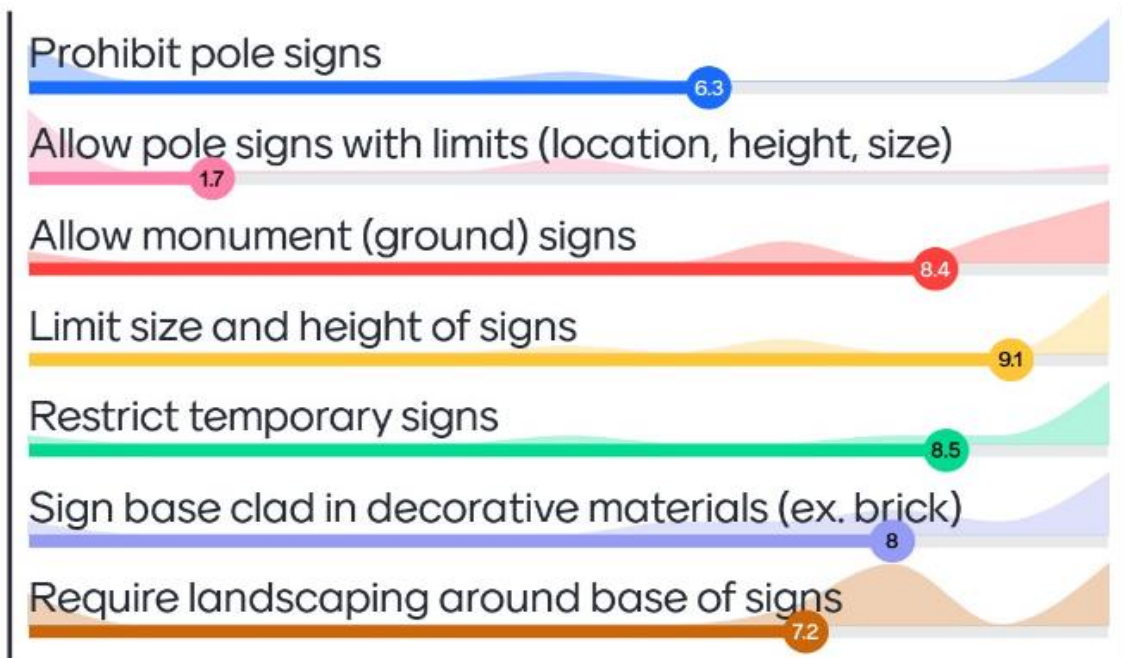 Prohibit pole signs
6.3
Allow pole signs with limits (location, height, size)
1.7
Allow monument (ground) signs
8.4
Limit size and height of signs
9.1
Restrict temporary signs
8.5
Sign base clad in decorative materials (ex. brick)
8
Require landscaping around base of signs
7.2